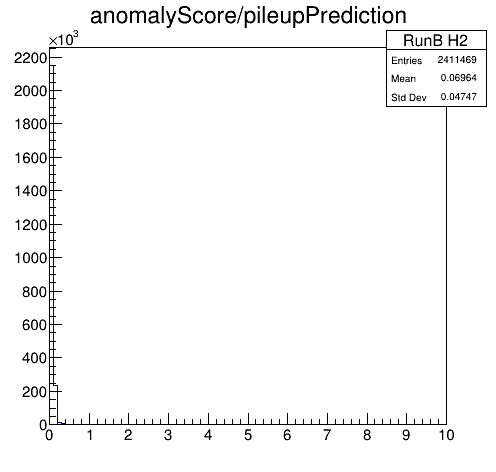 anomalyScore/pileupPrediction
×10³
RunB H2
Entries 2411469
Mean 0.06964
Std Dev 0.04747
2200
2000
1800
1600
1400
1200
1000
800
600
400
200
0
0 1 2 3 4 5 6 7 8 9 10